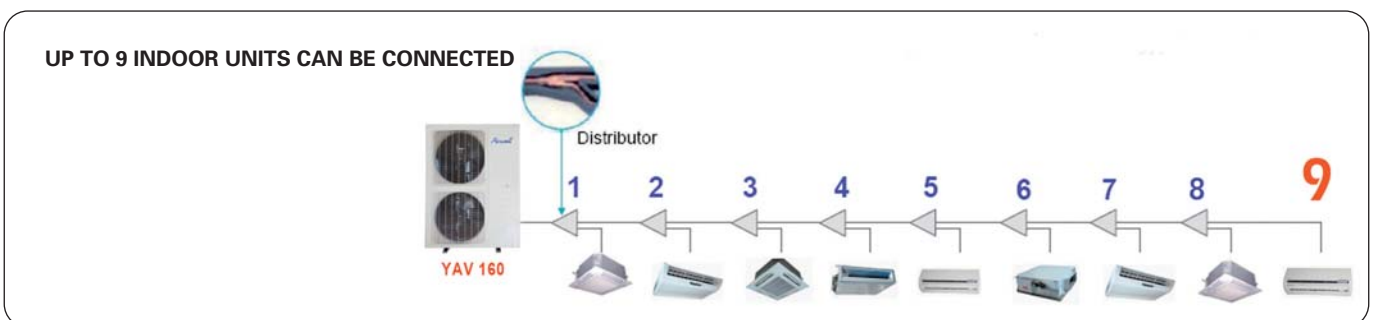 UP TO 9 INDOOR UNITS CAN BE CONNECTED
Distributor
1 2 3 4 5 6 7 8 9
YAV 160